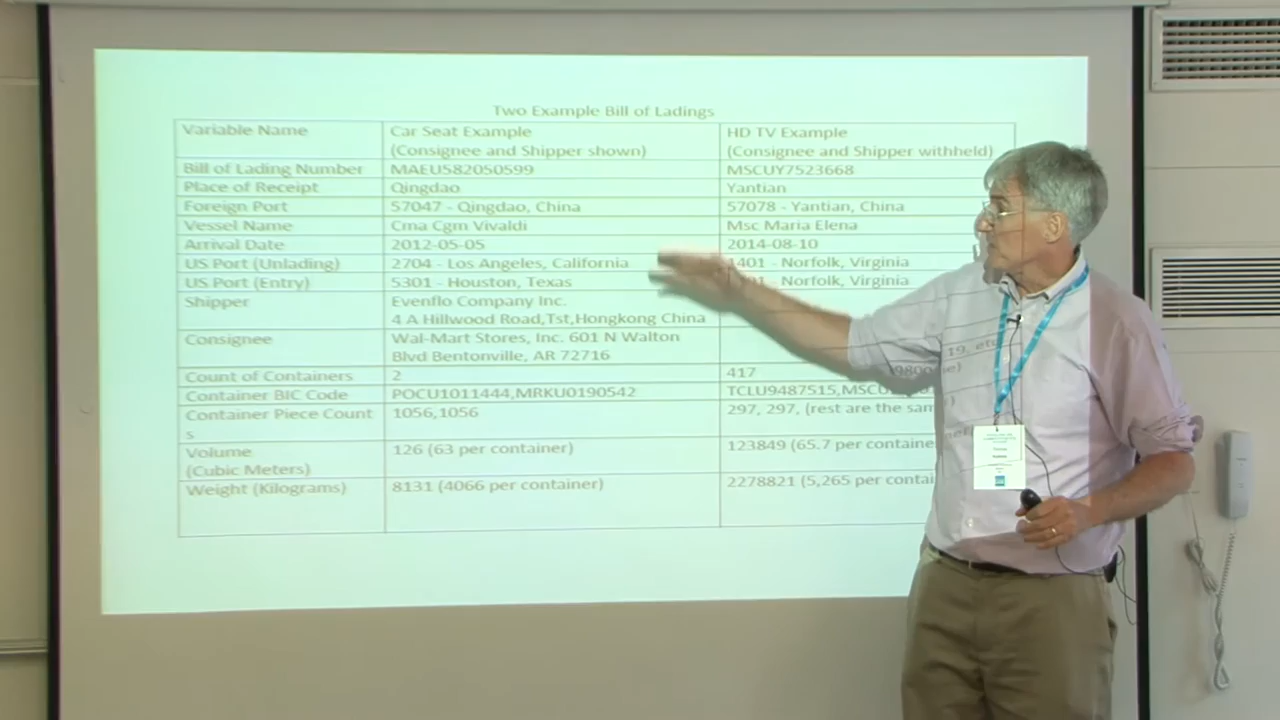 Two Example Bill of Ladings
Variable Name Car Seat Example HD TV Example
(Consignee and Shipper shown) (Consignee and Shipper withheld)
Bill of Lading Number MAEU582050599 MSCUY7523668
Place of Receipt Qingdao Yantian
Foreign Port 57047 - Qingdao, China 57078 - Yantian, China
Vessel Name Cma Cgm Vivaldi Msc Maria Elena
Arrival Date 2012-05-05 2014-08-10
US Port (Unlading) 2704 - Los Angeles, California 1401 - Norfolk, Virginia
US Port (Entry) 5301 - Houston, Texas - Norfolk, Virginia
Shipper Evenflo Company Inc.
4 A Hillwood Road,Tst,Hongkong China
Consignee Wal-Mart Stores, Inc. 601 N Walton
Blvd Bentonville, AR 72716
19, etc
Count of Containers 2 417
Container BIC Code POCU1011444,MRKU0190542 TCLU9487515,
Container Piece Count 1056,1056 297, 297, (rest are the sam
s
Volume 126 (63 per container) 123849 (65.7 per containe
(Cubic Meters)
Weight (Kilograms) 8131 (4066 per container) 2278821 (5,265 per contai